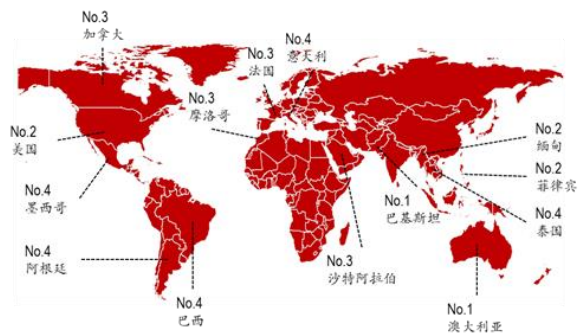 No.3
加拿大
No.3
法国
No.4
意大利
No.3
摩洛哥
No.2
美国
No.2
缅甸
No.2
菲律宾
No.4
墨西哥
No.1
巴基斯坦
No.4
泰国
No.4
阿根廷
No.3
沙特阿拉伯
No.4
巴西
No.1
澳大利亚